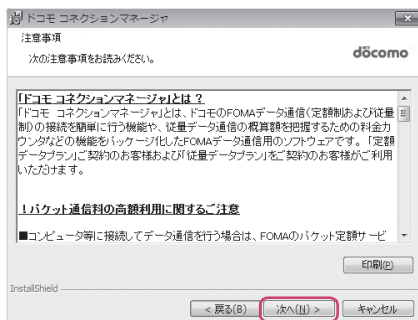 ドコモ コネクションマネージャ
注意事項
次の注意事項をお読みください。
döcomo
「ドコモ コネクションマネージャ」とは ?
「ドコモ コネクションマネージャ」とは、ドコモのFOMAデータ通信(定額制および従量
制)の接続を簡単に行う機能や、従量データ通信の概算額を把握するための料金カ
ウンタなどの機能をパッケージ化したFOMAデータ通信用のソフトウェアです。「定額
データプラン」ご契約のお客様および「従量データプラン」をご契約のお客様がご利用
いただけます。
！パケット通信料の高額利用に関するご注意
■コンピュータ等に接続してデータ通信を行う場合は、FOMAのパケット定額サービ
印刷(P)
InstallShield
< 戻る(B)
次へ(N) >
キャンセル